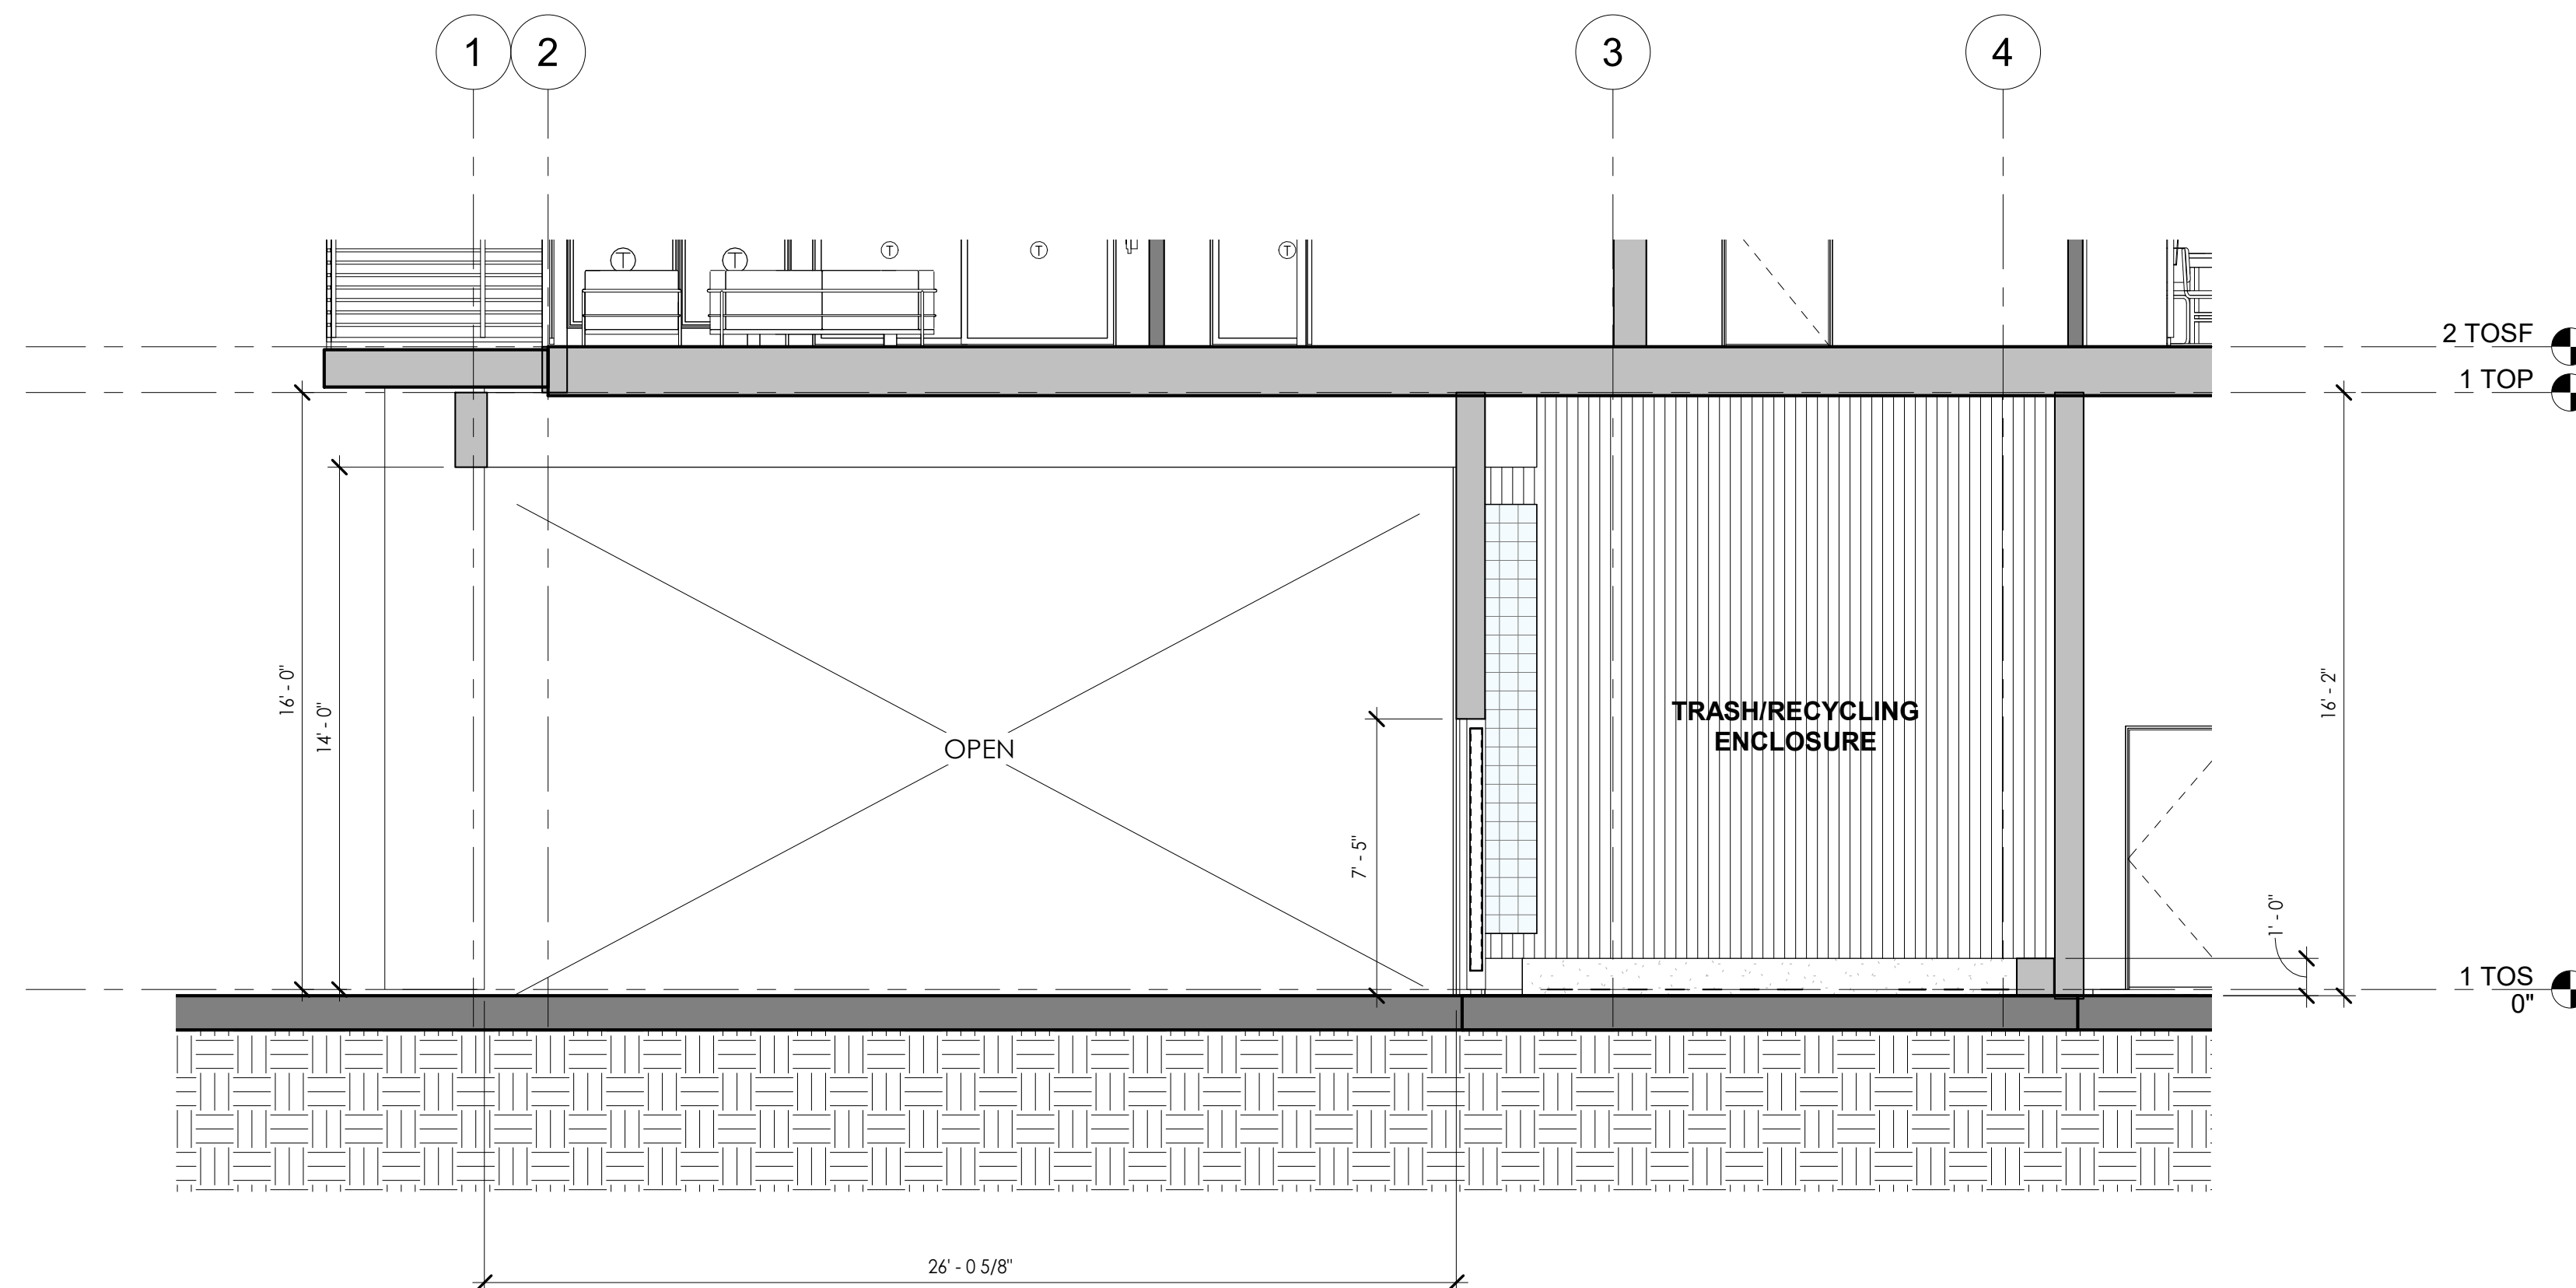 1 2 3 4
T T T T T
2 TOSF
1 TOP
16' - 0"
14' - 0"
OPEN
7' - 5"
TRASH/RECYCLING
ENCLOSURE
16' - 2"
1' - 0"
1 TOS
0"
26' - 0 5/8"